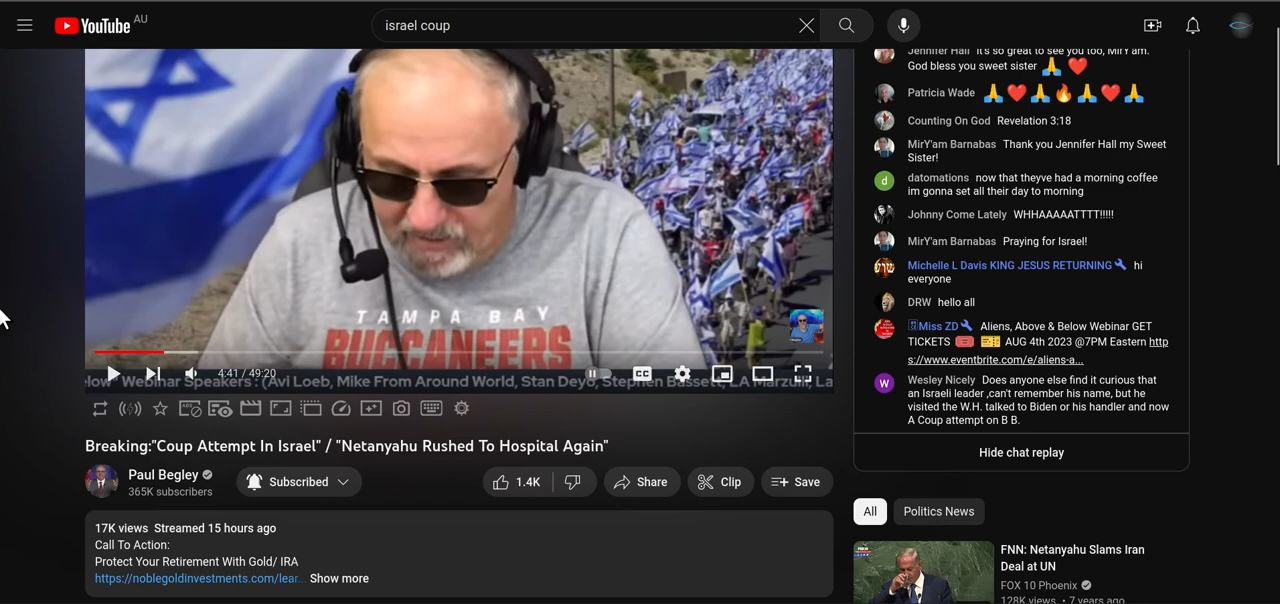 YouTube AU
israel coup
TAMPA BAY
BUCCANEERS
4:41 / 49:20
CC
Webinar Speakers : (Avi Loeb, Mike From Around World, Stan Deyo, Stephen Bassett, LA Marzulli, La
Breaking:"Coup Attempt In Israel" / "Netanyahu Rushed To Hospital Again"
Paul Begley
365K subscribers
Subscribed
1.4K
Share
Clip
Save
17K views Streamed 15 hours ago
Call To Action:
Protect Your Retirement With Gold/ IRA
https://noblegoldinvestments.com/lear... Show more
Jennifer Hall It's so great to see you too, MirY'am.
God bless you sweet sister 🙏 ❤️
Patricia Wade 🙏❤️🙏🔥🙏❤️🙏
Counting On God Revelation 3:18
MirY'am Barnabas Thank you Jennifer Hall my Sweet
Sister!
d
datomations now that theyve had a morning coffee
im gonna set all their day to morning
Johnny Come Lately WHHAAAAATTTT!!!!!
MirY'am Barnabas Praying for Israel!
Michelle L Davis KING JESUS RETURNING hi
everyone
DRW hello all
Miss ZD Aliens, Above & Below Webinar GET
TICKETS 🎟️ 🎫 AUG 4th 2023 @7PM Eastern http
s://www.eventbrite.com/e/aliens-a...
W
Wesley Nicely Does anyone else find it curious that
an Israeli leader ,can't remember his name, but he
visited the W.H. talked to Biden or his handler and now
A Coup attempt on B B.
Hide chat replay
All
Politics News
FNN: Netanyahu Slams Iran
Deal at UN
FOX 10 Phoenix
128K views • 7 years ago